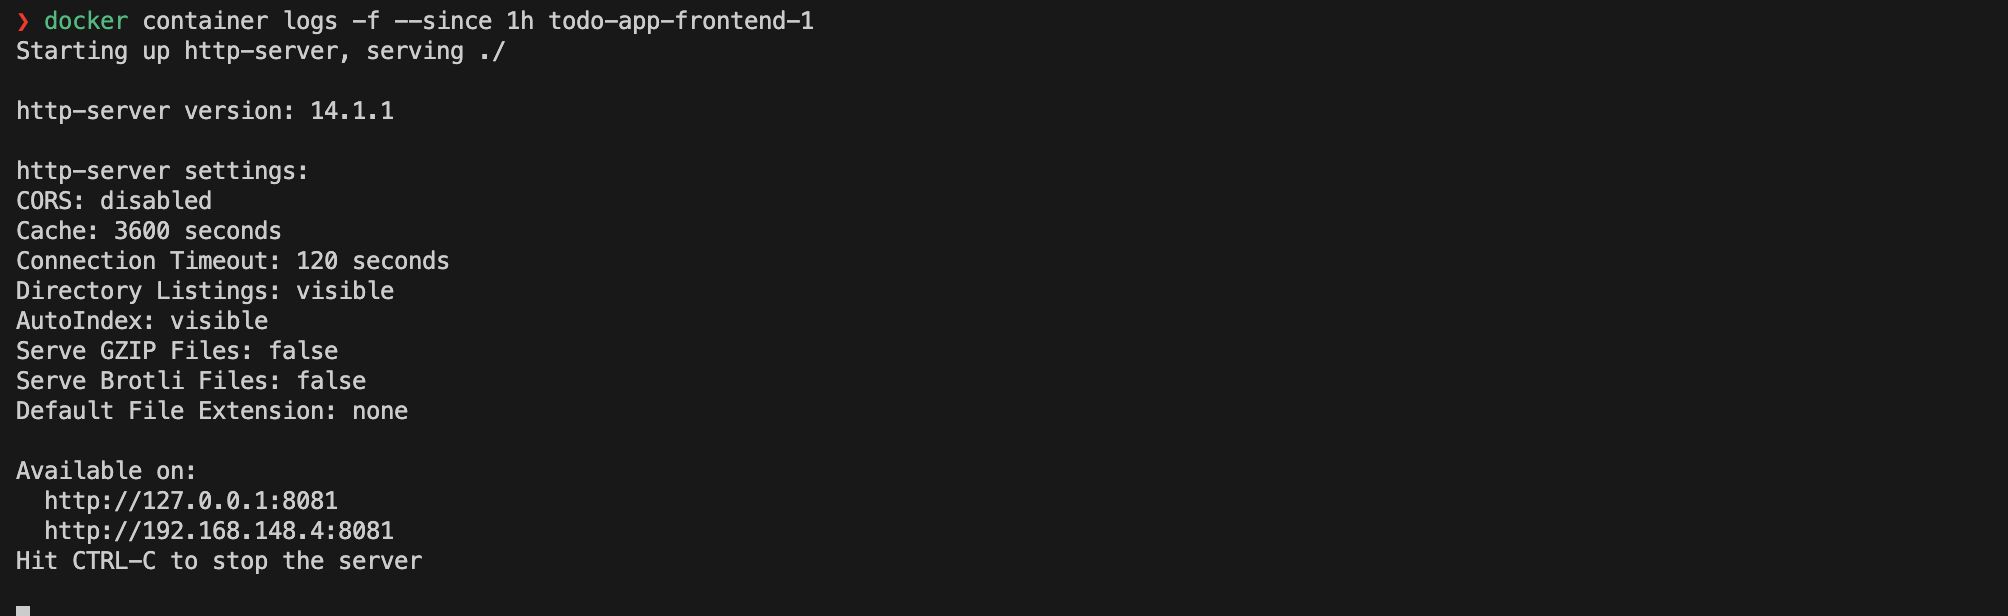 ❯ docker container logs -f --since 1h todo-app-frontend-1
Starting up http-server, serving ./
http-server version: 14.1.1
http-server settings:
CORS: disabled
Cache: 3600 seconds
Connection Timeout: 120 seconds
Directory Listings: visible
AutoIndex: visible
Serve GZIP Files: false
Serve Brotli Files: false
Default File Extension: none
Available on:
  http://127.0.0.1:8081
  http://192.168.148.4:8081
Hit CTRL-C to stop the server